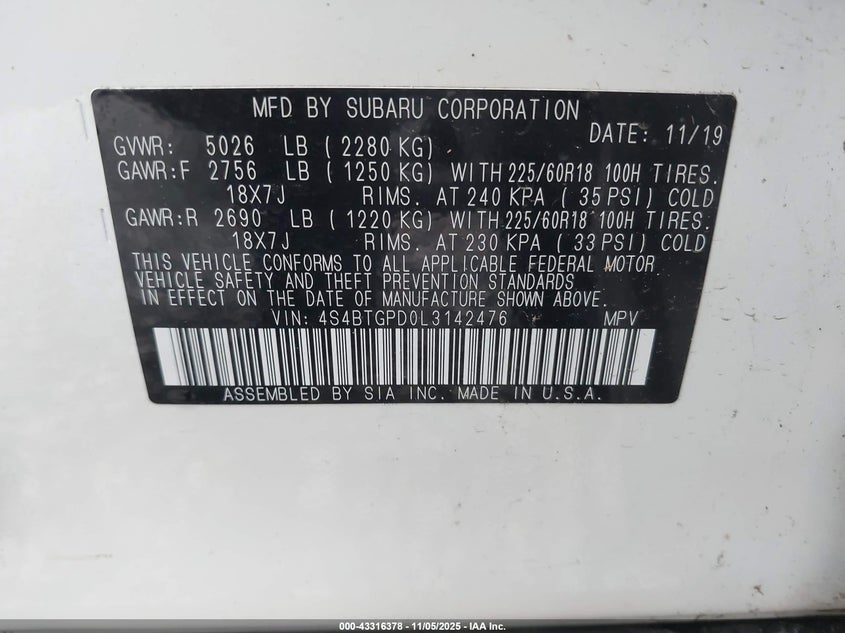 MFD BY SUBARU CORPORATION
DATE: 11/19
GVWR: 5026 LB ( 2280 KG)
GAWR:F 2756 LB ( 1250 KG) WITH 225/60R18 100H TIRES.
18X7J RIMS. AT 240 KPA ( 35 PSI) COLD
GAWR:R 2690 LB ( 1220 KG) WITH 225/60R18 100H TIRES.
18X7J RIMS. AT 230 KPA ( 33 PSI) COLD
THIS VEHICLE CONFORMS TO ALL APPLICABLE FEDERAL MOTOR
VEHICLE SAFETY AND THEFT PREVENTION STANDARDS
IN EFFECT ON THE DATE OF MANUFACTURE SHOWN ABOVE.
VIN: 4S4BTGPD0L3142476 MPV
ASSEMBLED BY SIA INC. MADE IN U.S.A.
000-43316378 - 11/05/2025 - IAA Inc.